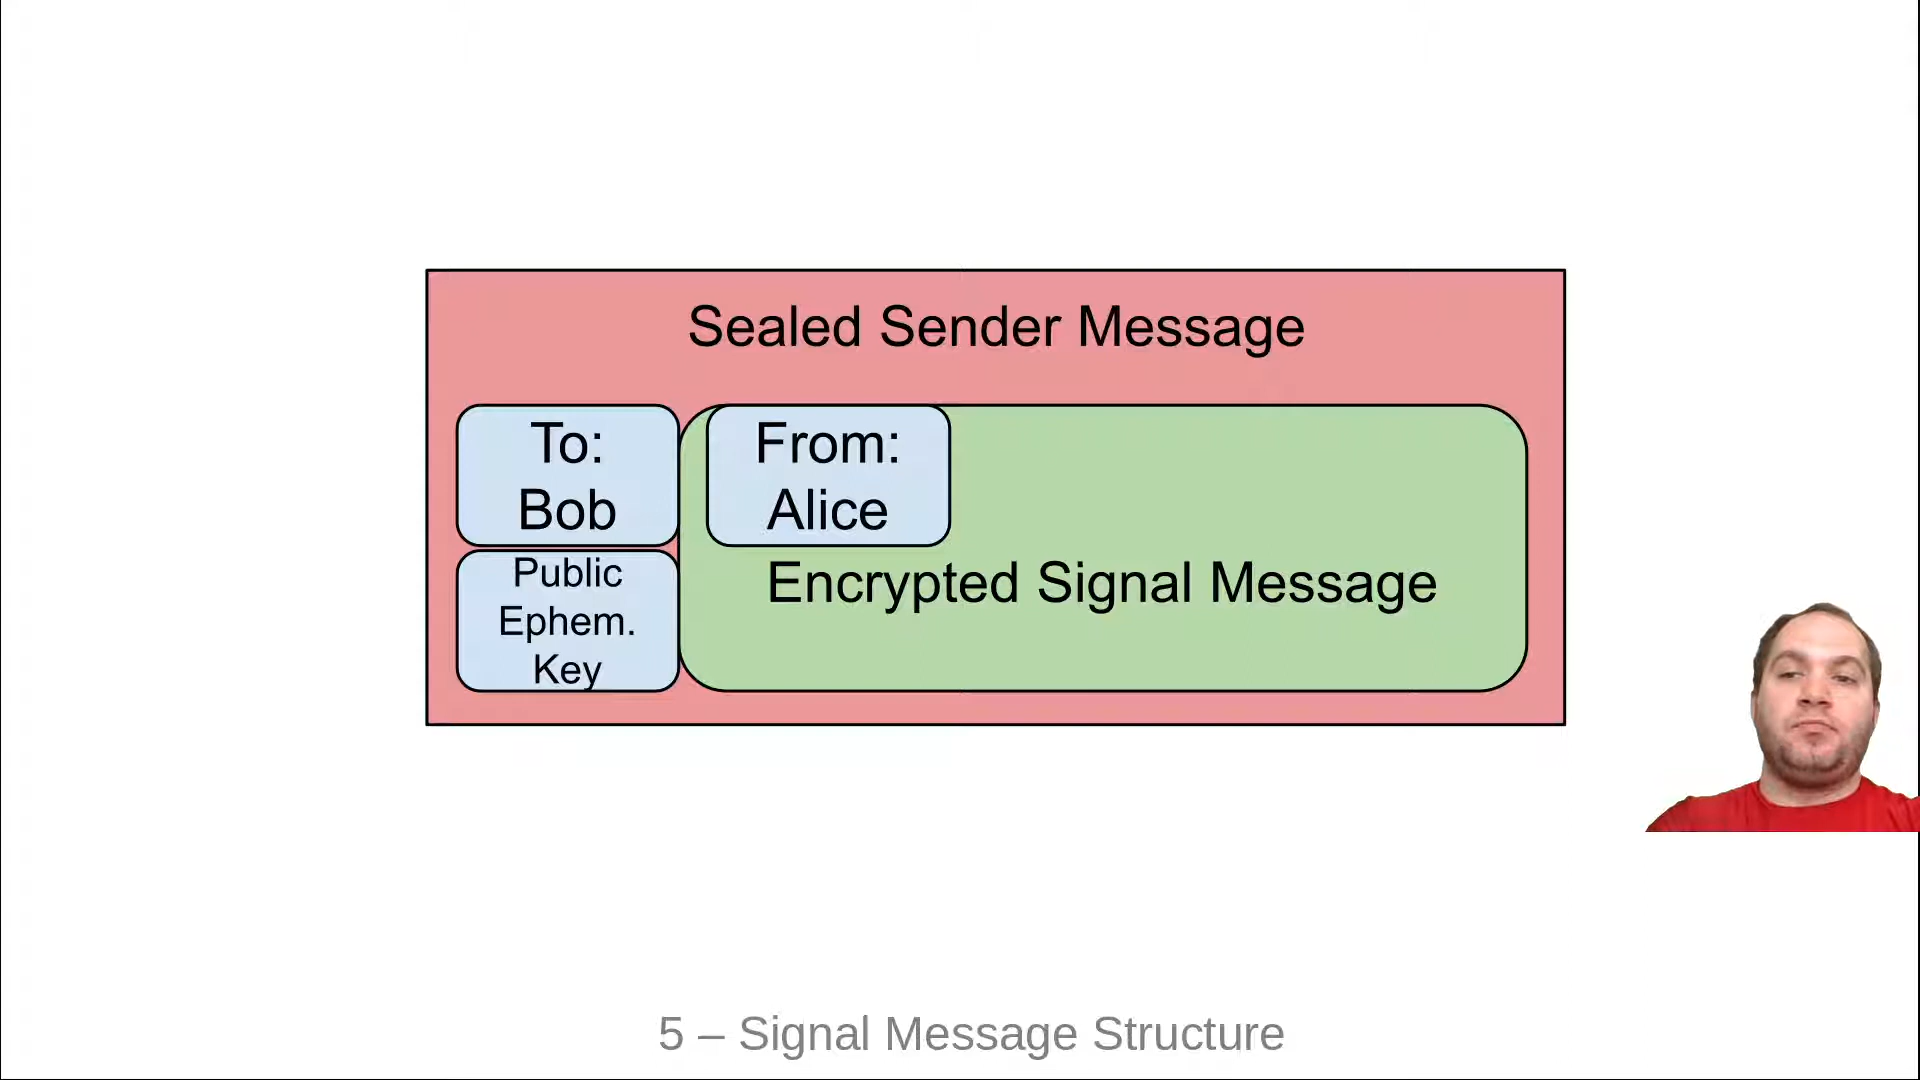 Sealed Sender Message
To:
Bob
From:
Alice
Public
Ephem.
Key
Encrypted Signal Message
5 – Signal Message Structure